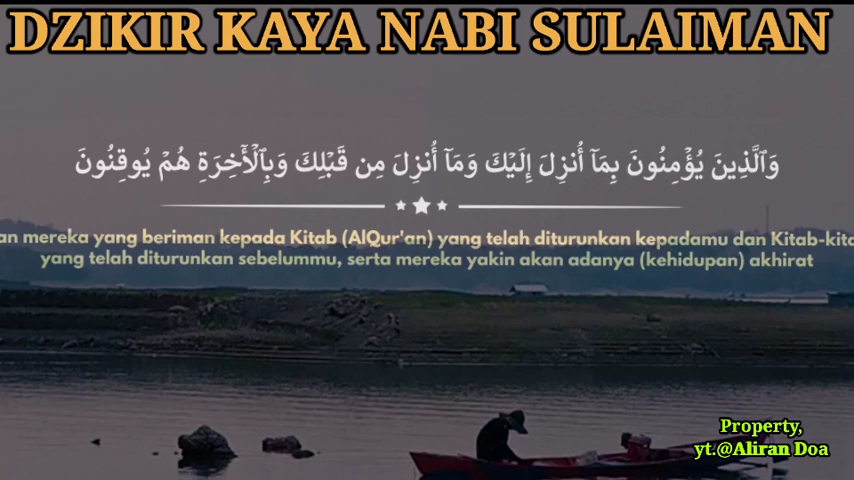 DZIKIR KAYA NABI SULAIMAN
وَٱلَّذِينَ يُؤْمِنُونَ بِمَآ أُنزِلَ إِلَيْكَ وَمَآ أُنزِلَ مِن قَبْلِكَ وَبِٱلْأَخِرَةِ هُمْ يُوقِنُونَ
an mereka yang beriman kepada Kitab (AlQur'an) yang telah diturunkan kepadamu dan Kitab-kita
yang telah diturunkan sebelummu, serta mereka yakin akan adanya (kehidupan) akhirat
Property,
yt.@Aliran Doa